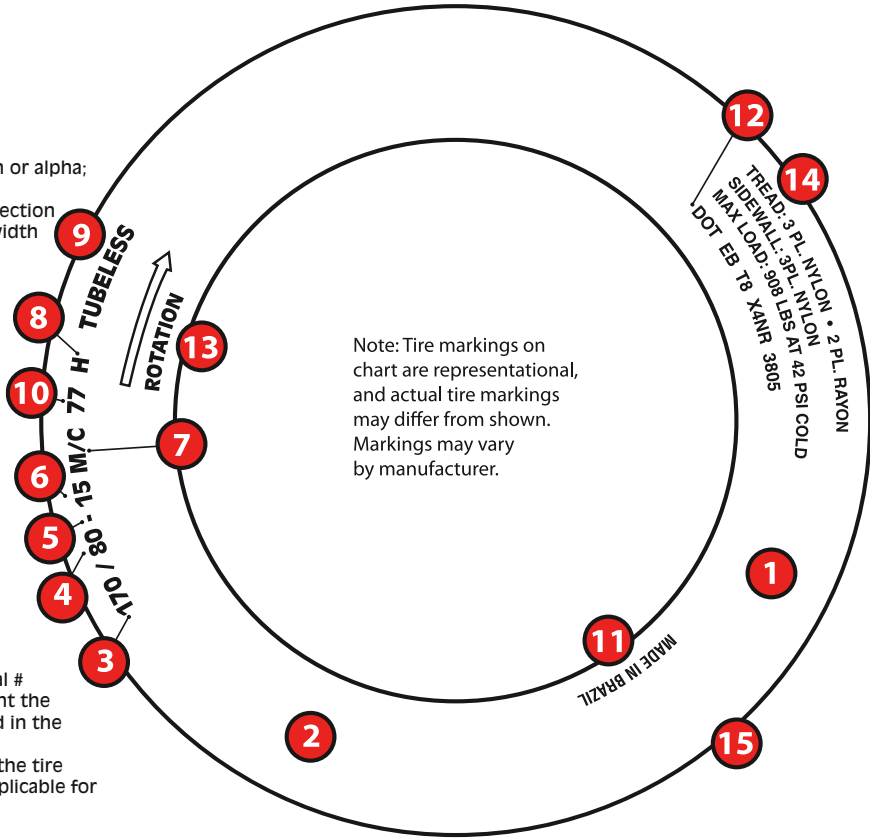 n or alpha;
ection
width
9
TUBELESS
8
ROTATION
13
10
170 / 80 - 15 M/C 77 H
7
6
5
4
3
12
14
TREAD: 3 PL. NYLON • 2 PL. RAYON
SIDEWALL: 3PL. NYLON
MAX LOAD: 908 LBS AT 42 PSI COLD
DOT EB T8 X4NR 3805
Note: Tire markings on
chart are representational,
and actual tire markings
may differ from shown.
Markings may vary
by manufacturer.
1
11
MADE IN BRAZIL
2
15
al #
nt the
d in the
the tire
plicable for